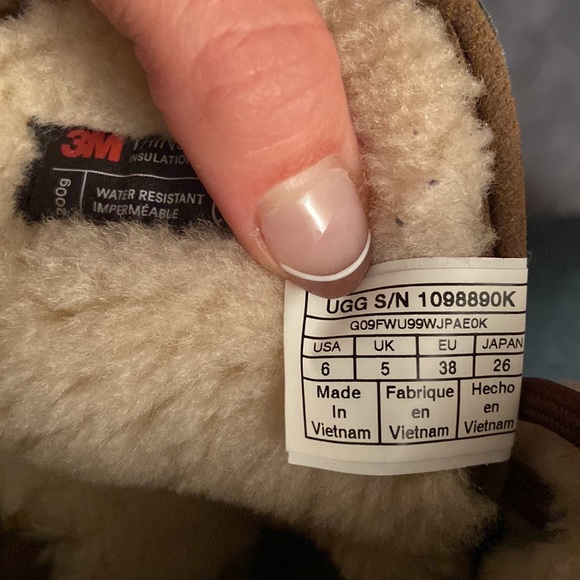 3M
INSULATION
200g
WATER RESISTANT
IMPERMÉABLE
UGG S/N 1098890K
G09FWU99WJPAE0K
USA UK EU JAPAN
6 5 38 26
Made In Vietnam
Fabrique en Vietnam
Hecho en Vietnam